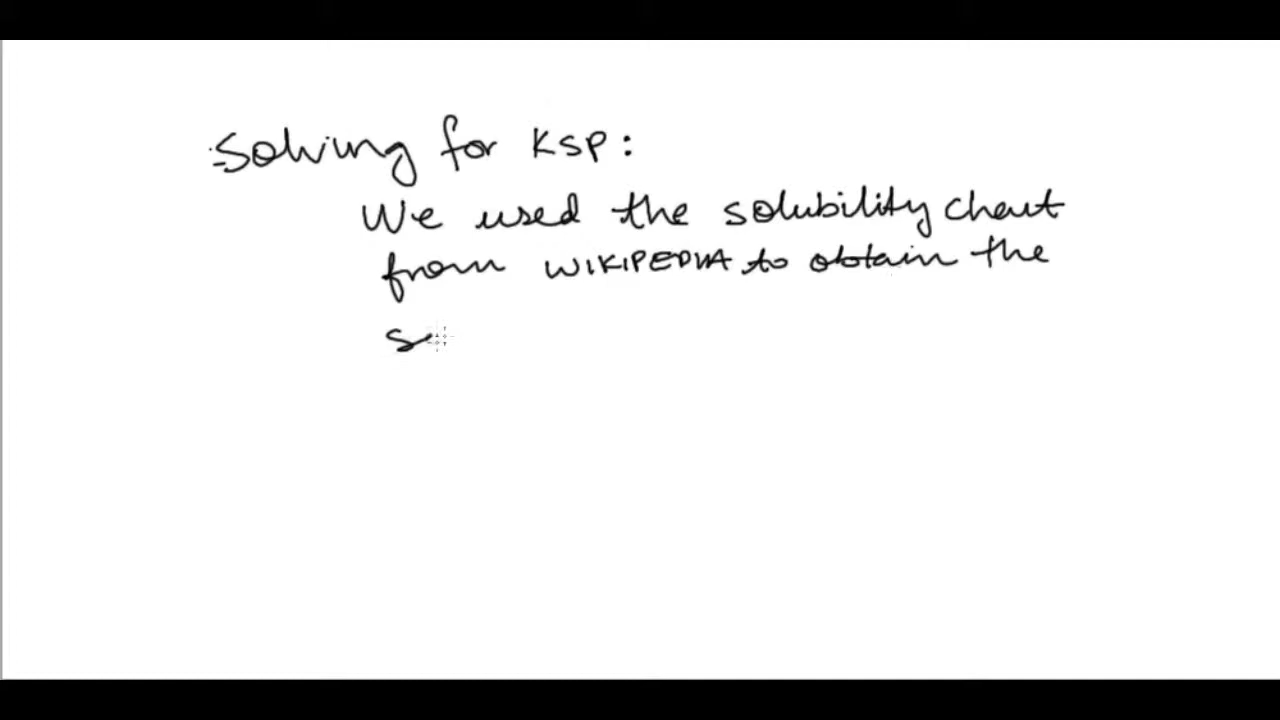 Solving for KSP:
We used the solubility chart
from WIKIPEDIA to obtain the
s